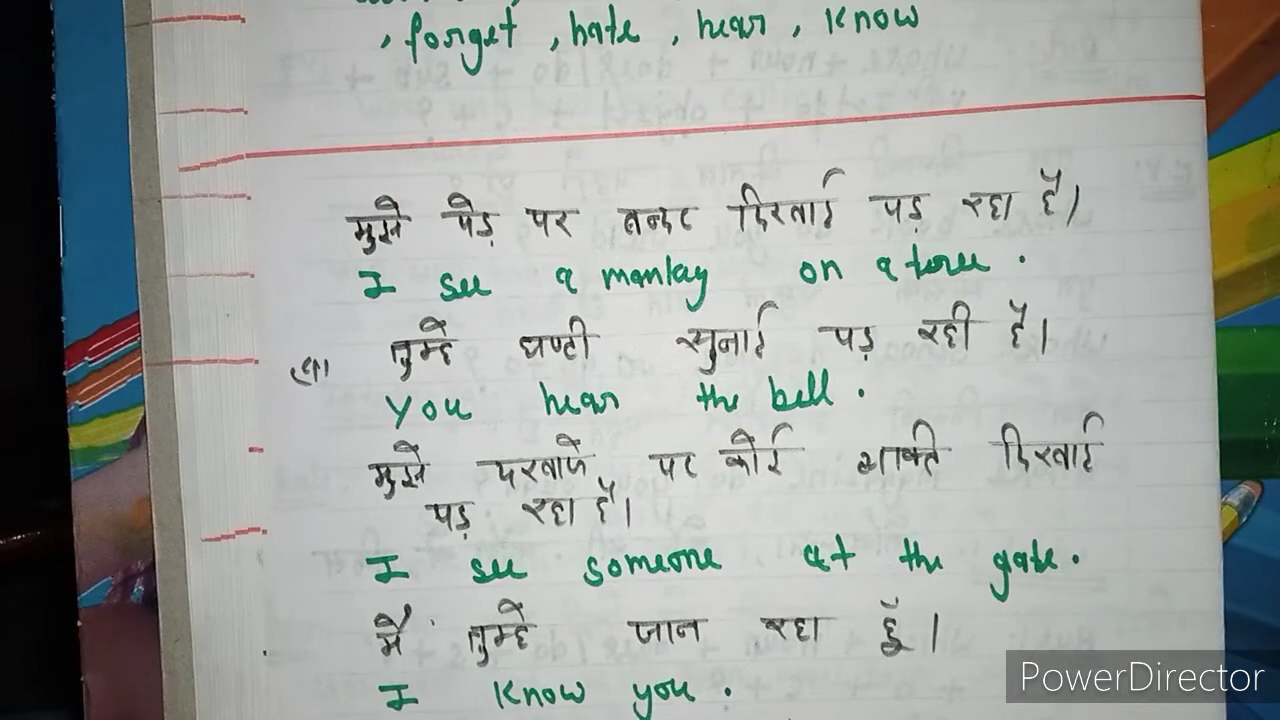 , forget , hate , hear , know
मुझे पेड़ पर बन्दर दिखाई पड़ रहा है।
I see a monkey on a tree .
तुम्हे घण्टी सुनाई पड़ रही है।
you hear the bell .
मुझे दरवाजे पर कोई व्यक्ति दिखाई
पड़ रहा है।
I see someone at the gate .
मैं तुम्हे जान रहा हूँ ।
I know you .
PowerDirector